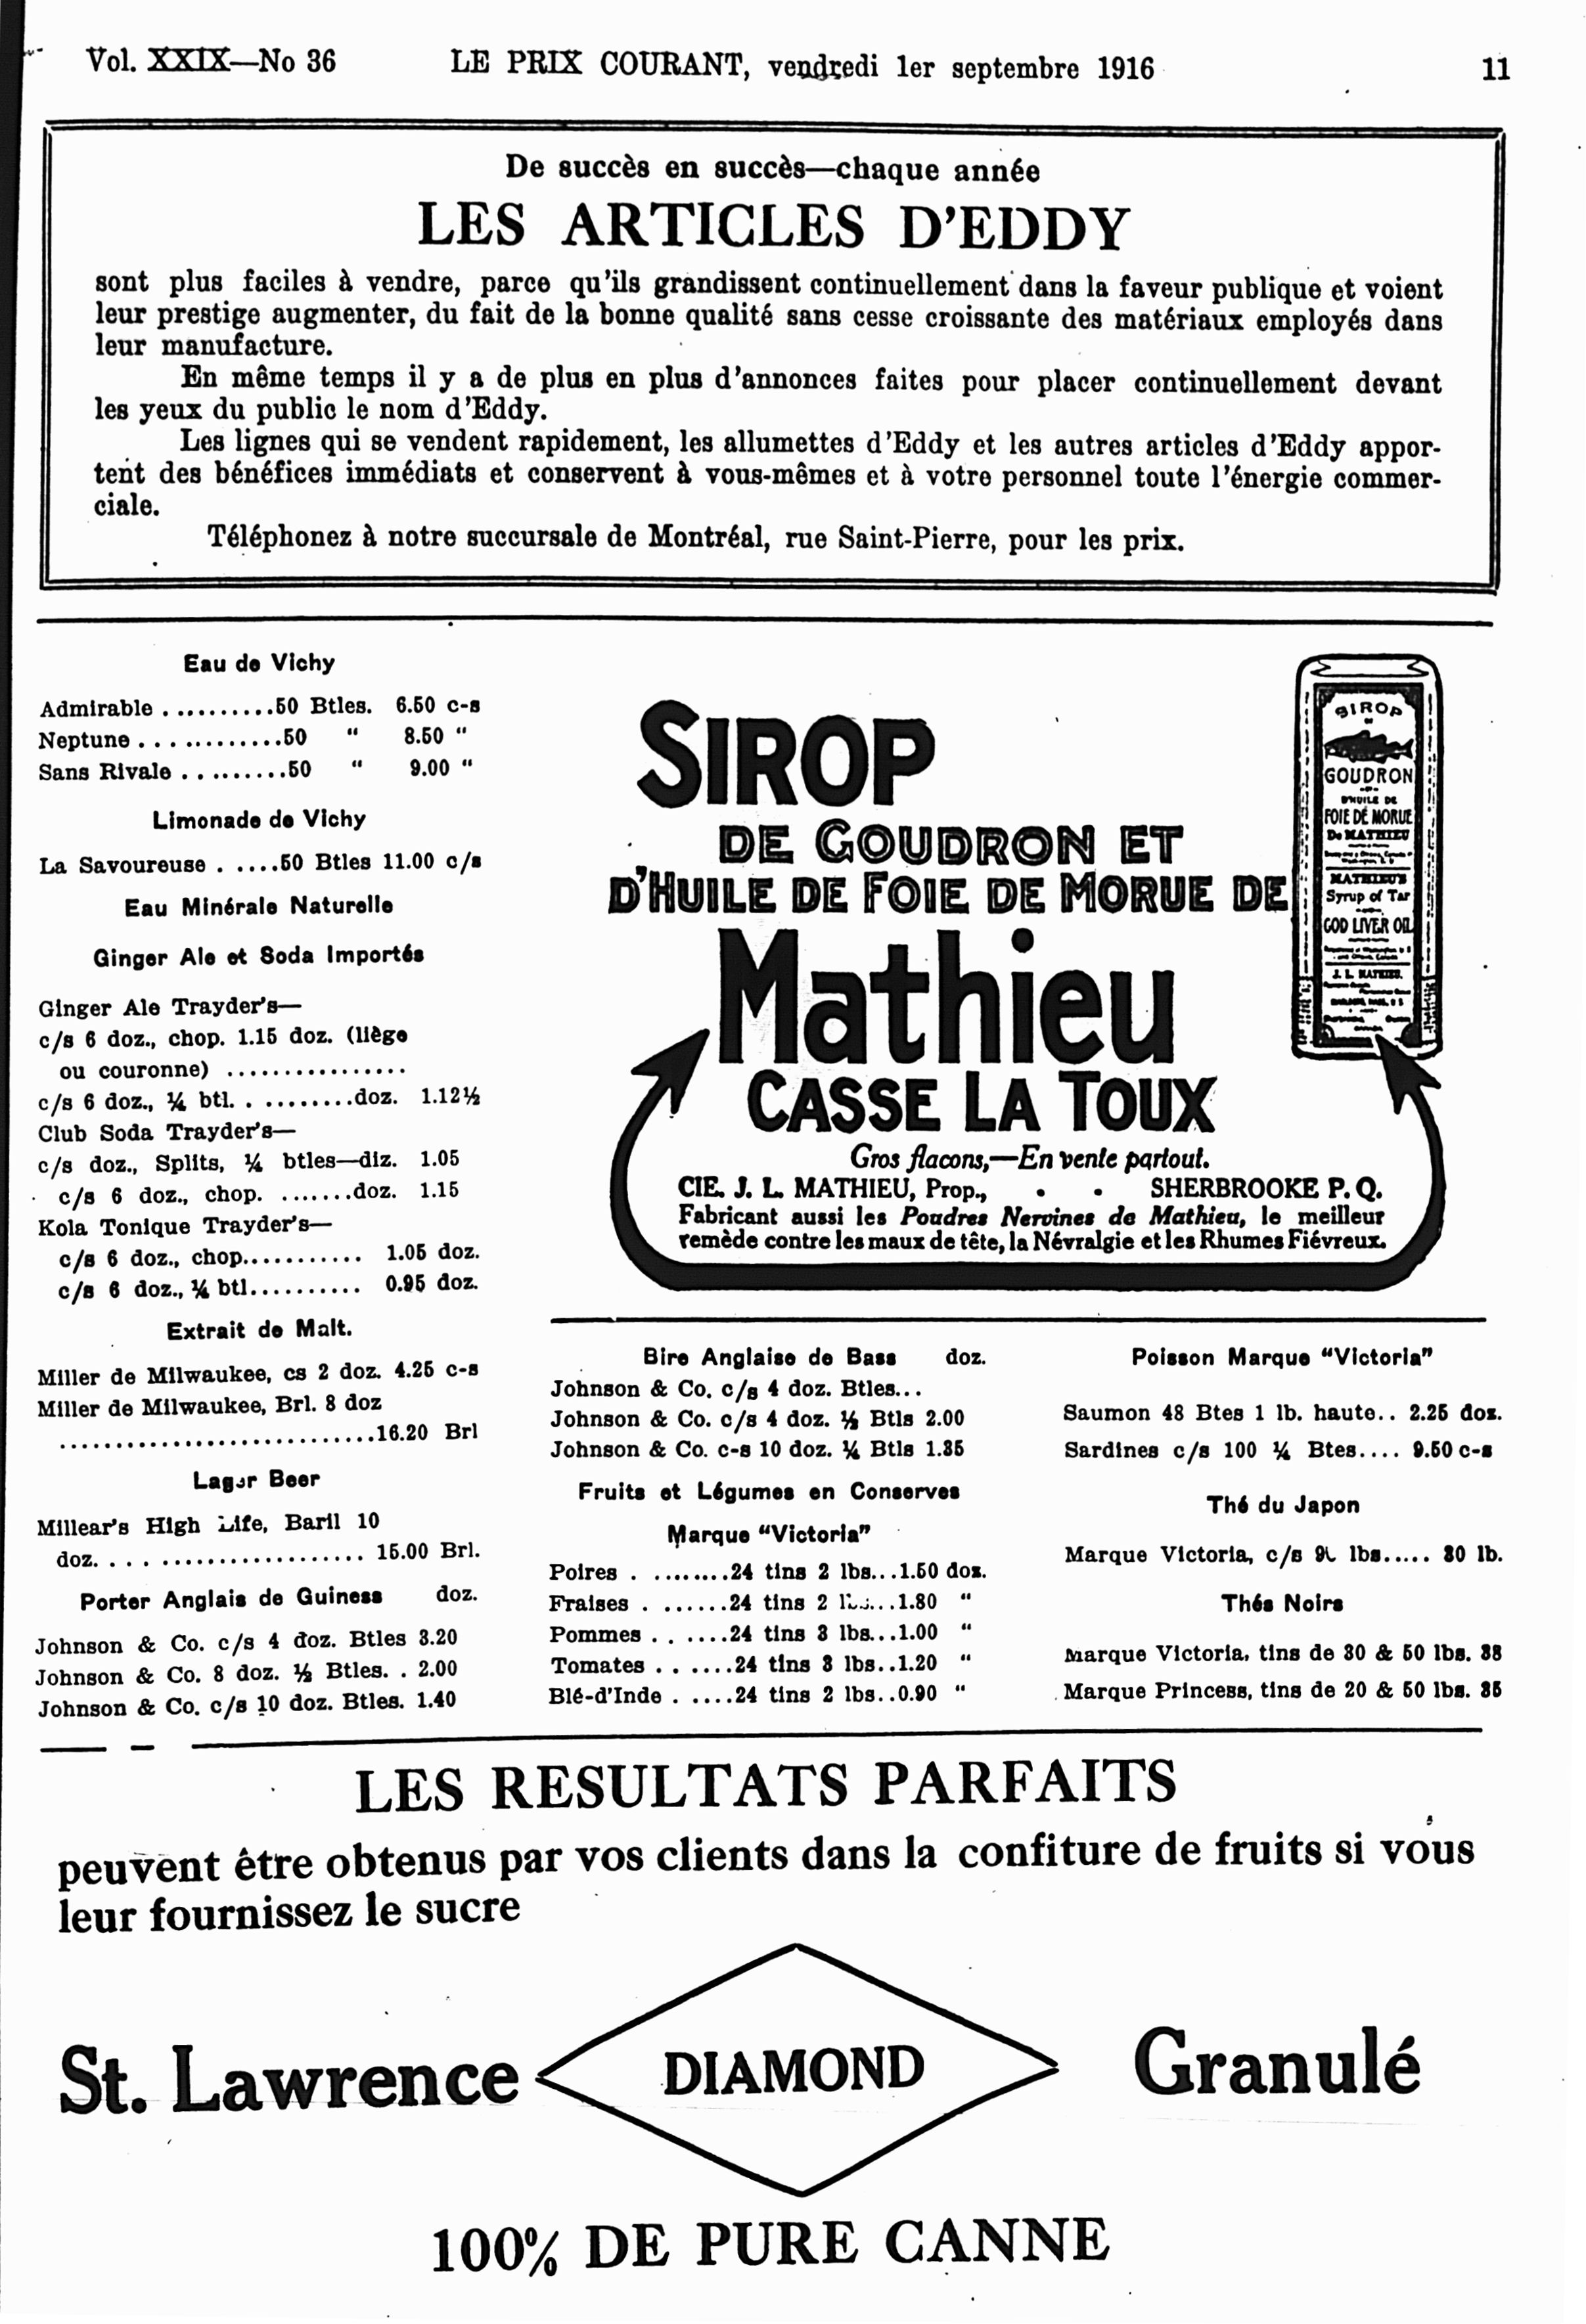 Vol. XXIX—No 36 LE PRIX COURANT, vendredi 1er septembre 1916 11
De succès en succès—chaque année
LES ARTICLES D'EDDY
sont plus faciles à vendre, parce qu'ils grandissent continuellement dans la faveur publique et voient
leur prestige augmenter, du fait de la bonne qualité sans cesse croissante des matériaux employés dans
leur manufacture.
En même temps il y a de plus en plus d'annonces faites pour placer continuellement devant
les yeux du public le nom d'Eddy.
Les lignes qui se vendent rapidement, les allumettes d'Eddy et les autres articles d'Eddy appor-
tent des bénéfices immédiats et conservent à vous-mêmes et à votre personnel toute l'énergie commer-
ciale.
Téléphonez à notre succursale de Montréal, rue Saint-Pierre, pour les prix.
Eau de Vichy
Admirable . ..........50 Btles. 6.50 c-s
Neptune . . . ............50 " 8.50 "
Sans Rivale . . ........50 " 9.00 "
Limonade de Vichy
La Savoureuse . ....50 Btles 11.00 c/s
Eau Minérale Naturelle
Ginger Ale et Soda Importés
Ginger Ale Trayder's—
c/s 6 doz., chop. 1.15 doz. (liège
ou couronne) ................
c/s 6 doz., ¼ btl. . .........doz. 1.12½
Club Soda Trayder's—
c/s doz., Splits, ¼ btles—diz. 1.05
c/s 6 doz., chop. .......doz. 1.15
Kola Tonique Trayder's—
c/s 6 doz., chop........... 1.05 doz.
c/s 6 doz., ¼ btl.......... 0.95 doz.
Extrait de Malt.
Miller de Milwaukee, cs 2 doz. 4.25 c-s
Miller de Milwaukee, Brl. 8 doz
.............................16.20 Brl
Lager Beer
Millear's High Life, Baril 10
doz. . . . ................... 15.00 Brl.
Porter Anglais de Guiness doz.
Johnson & Co. c/s 4 doz. Btles 3.20
Johnson & Co. 8 doz. ½ Btles. . 2.00
Johnson & Co. c/s 10 doz. Btles. 1.40
SIROP
DE GOUDRON ET
D'HUILE DE FOIE DE MORUE DE
Mathieu
CASSE LA TOUX
Gros flacons,—En vente partout.
CIE. J. L. MATHIEU, Prop., - - SHERBROOKE P. Q.
Fabricant aussi les Poudres Nervines de Mathieu, le meilleur
remède contre les maux de tête, la Névralgie et les Rhumes Fiévreux.
SIROP
DE
GOUDRON
D'HUILE DE
FOIE DE MORUE
De MATHIEU
MATHIEU'S
Syrup of Tar
COD LIVER OIL
J. L. MATHIEU.
Bire Anglaise de Bass doz.
Johnson & Co. c/s 4 doz. Btles...
Johnson & Co. c/s 4 doz. ½ Btls 2.00
Johnson & Co. c-s 10 doz. ¼ Btls 1.35
Fruits et Légumes en Conserves
Marque "Victoria"
Poires . ........24 tins 2 lbs...1.50 doz.
Fraises . ......24 tins 2 lbs...1.80 "
Pommes . . ....24 tins 3 lbs...1.00 "
Tomates . . .....24 tins 3 lbs..1.20 "
Blé-d'Inde . ....24 tins 2 lbs..0.90 "
Poisson Marque "Victoria"
Saumon 48 Btes 1 lb. haute.. 2.25 doz.
Sardines c/s 100 ¼ Btes.... 9.50 c-s
Thé du Japon
Marque Victoria, c/s lbs..... 30 lb.
Thés Noirs
Marque Victoria, tins de 30 & 50 lbs. 38
Marque Princess, tins de 20 & 50 lbs. 35
LES RESULTATS PARFAITS
peuvent être obtenus par vos clients dans la confiture de fruits si vous
leur fournissez le sucre
St. Lawrence DIAMOND Granulé
100% DE PURE CANNE